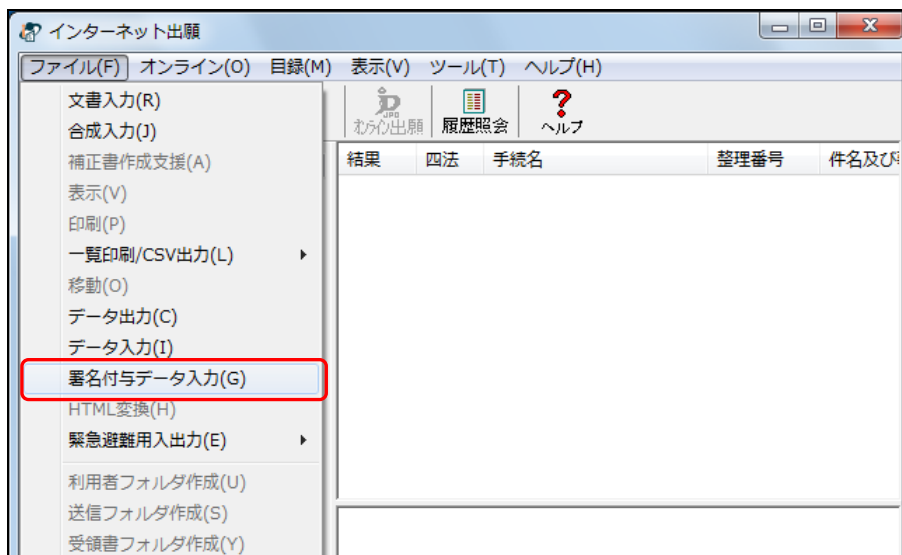 インターネット出願
ファイル(F) オンライン(O) 目録(M) 表示(V) ツール(T) ヘルプ(H)
文書入力(R)
合成入力(J)
補正書作成支援(A)
表示(V)
印刷(P)
一覧印刷/CSV出力(L)
移動(O)
データ出力(C)
データ入力(I)
署名付与データ入力(G)
HTML変換(H)
緊急避難用入出力(E)
利用者フォルダ作成(U)
送信フォルダ作成(S)
受領書フォルダ作成(Y)
JPO
オンライン出願 履歴照会 ヘルプ
結果 四法 手続名 整理番号 件名及び